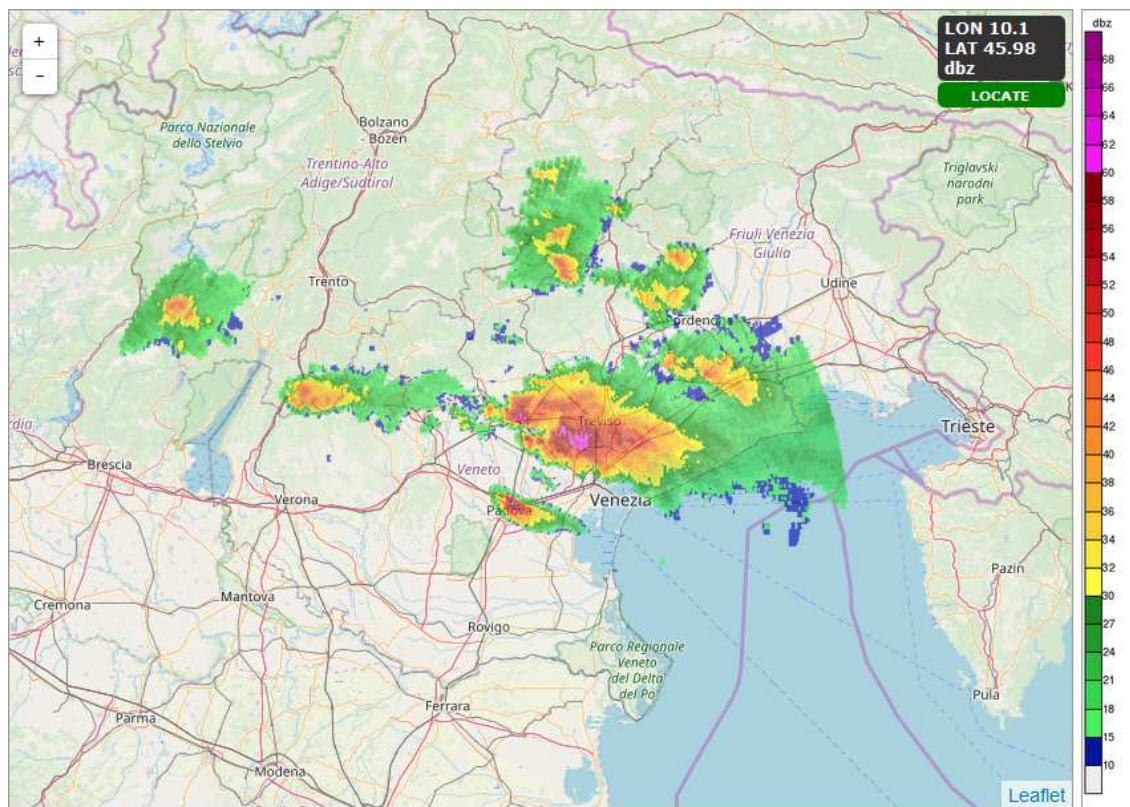 +
−
LON 10.1
LAT 45.98
dbz
LOCATE
dbz
68
66
64
62
60
58
56
54
52
50
48
46
44
42
40
38
36
34
32
30
27
24
21
18
15
10
Parco Nazionale
dello Stelvio
Bolzano
- Bozen
Trentino-Alto
Adige/Südtirol
Triglavski
narodni
park
Friuli Venezia
Giulia
Trento
Udine
Treviso
Trieste
Brescia
Veneto
Verona
Venezia
Padova
Pazin
Cremona
Mantova
Rovigo
Parco Regionale
Veneto
del Delta
del Po
Pula
Parma
Ferrara
Modena
Leaflet